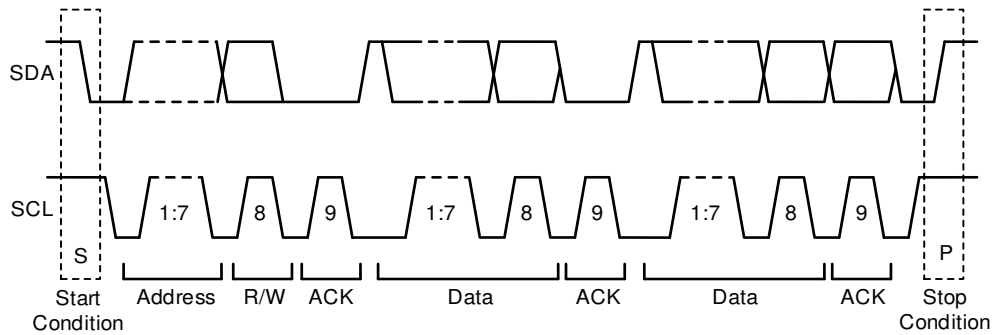 SDA
SCL
1:7 8 9 1:7 8 9 1:7 8 9
S P
Address R/W ACK Data ACK Data ACK
Start
Condition
Stop
Condition